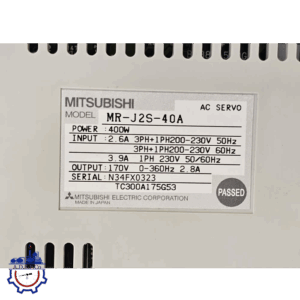 MITSUBISHI
AC SERVO
MODEL MR-J2S-40A
POWER : 400W
INPUT : 2.6A 3PH+1PH200-230V 50Hz
3PH+1PH200-230V 60Hz
3.9A 1PH 230V 50/60Hz
OUTPUT: 170V 0-360Hz 2.8A
SERIAL: N34FX0323
TC300A175G53
PASSED
MITSUBISHI ELECTRIC CORPORATION
MADE IN JAPAN